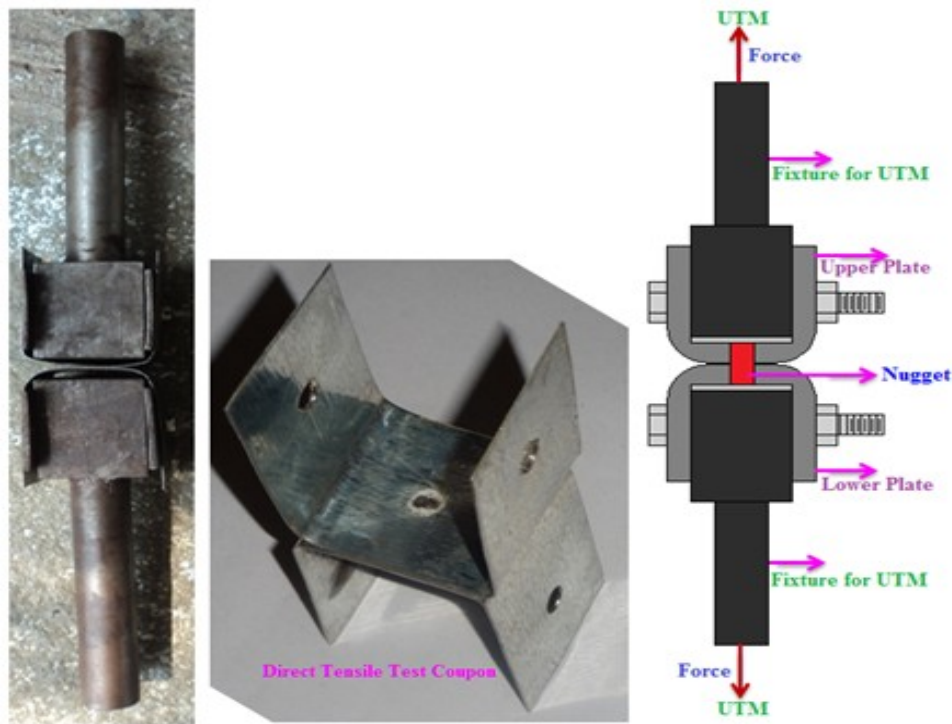 UTM
Force
Fixture for UTM
Upper Plate
Nugget
Lower Plate
Fixture for UTM
Direct Tensile Test Coupon
Force
UTM